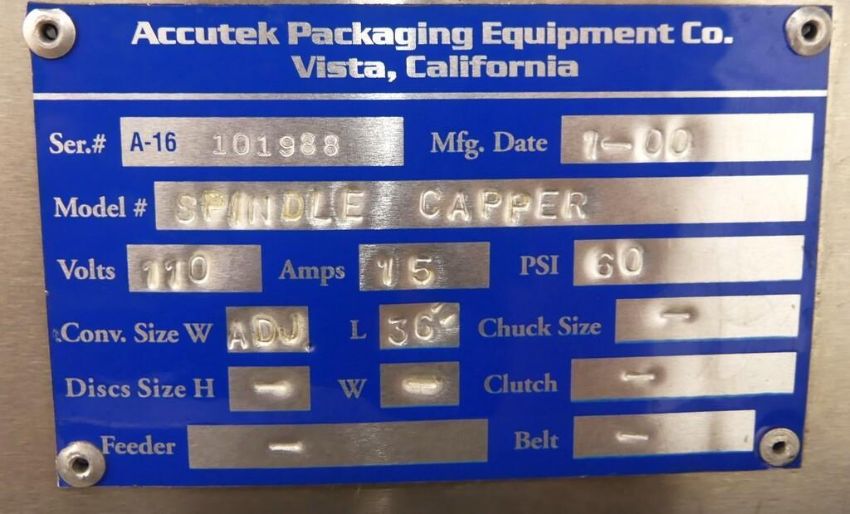 Accutek Packaging Equipment Co.
Vista, California
Ser.# A-16 101988 Mfg. Date 1-00
Model # SPINDLE CAPPER
Volts 110 Amps 15 PSI 60
Conv. Size W ADJ. L 36" Chuck Size -
Discs Size H - W - Clutch -
Feeder - Belt -